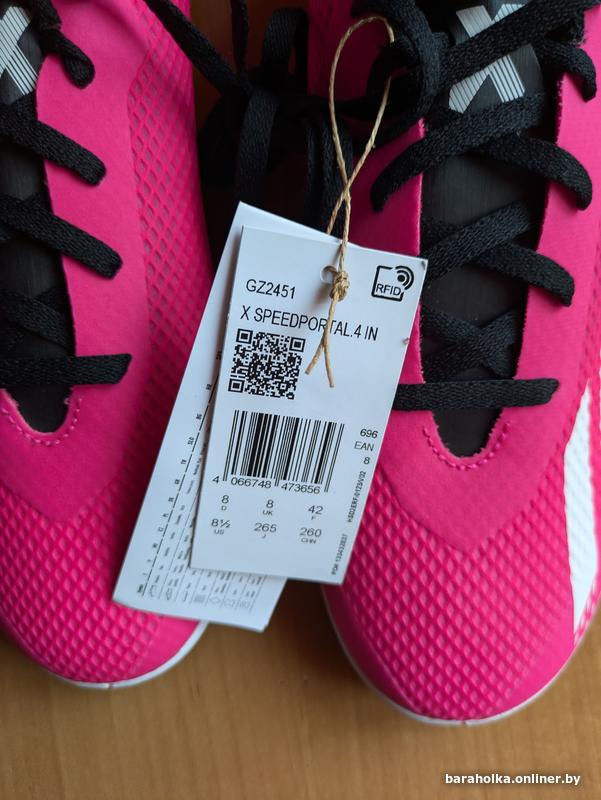 X
X
GZ2451
RFID
X SPEEDPORTAL.4 IN
696
EAN
8
4 066748 473656
8 8 42
D UK F
8½ 265 260
US J CHN
baraholka.onliner.by